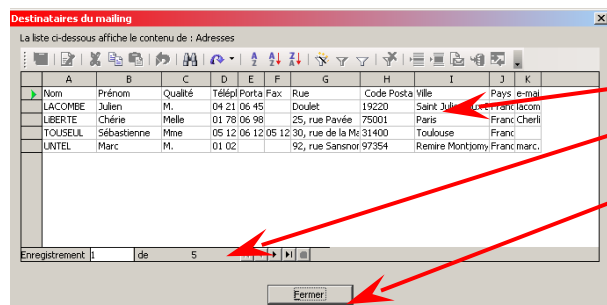 Destinataires du mailing
La liste ci-dessous affiche le contenu de : Adresses
A B C D E F G H I J K
Nom Prénom Qualité Télépl Porta Fax Rue Code Posta Ville Pays e-mai
LACOMBE Julien M. 04 21 06 45 Doulet 19220 Saint Juli
LIBERTE Chérie Melle 01 78 06 98 25, rue Pavée 75001 Paris Franc Cherli
TOUSEUL Sébastienne Mme 05 12 06 12 05 12 30, rue de la Ma 31400 Toulouse Franc
UNTEL Marc M. 01 02 92, rue Sansnor 97354 Remire Montjomy Franc marc.
Enregistrement 1 de 5
Fermer